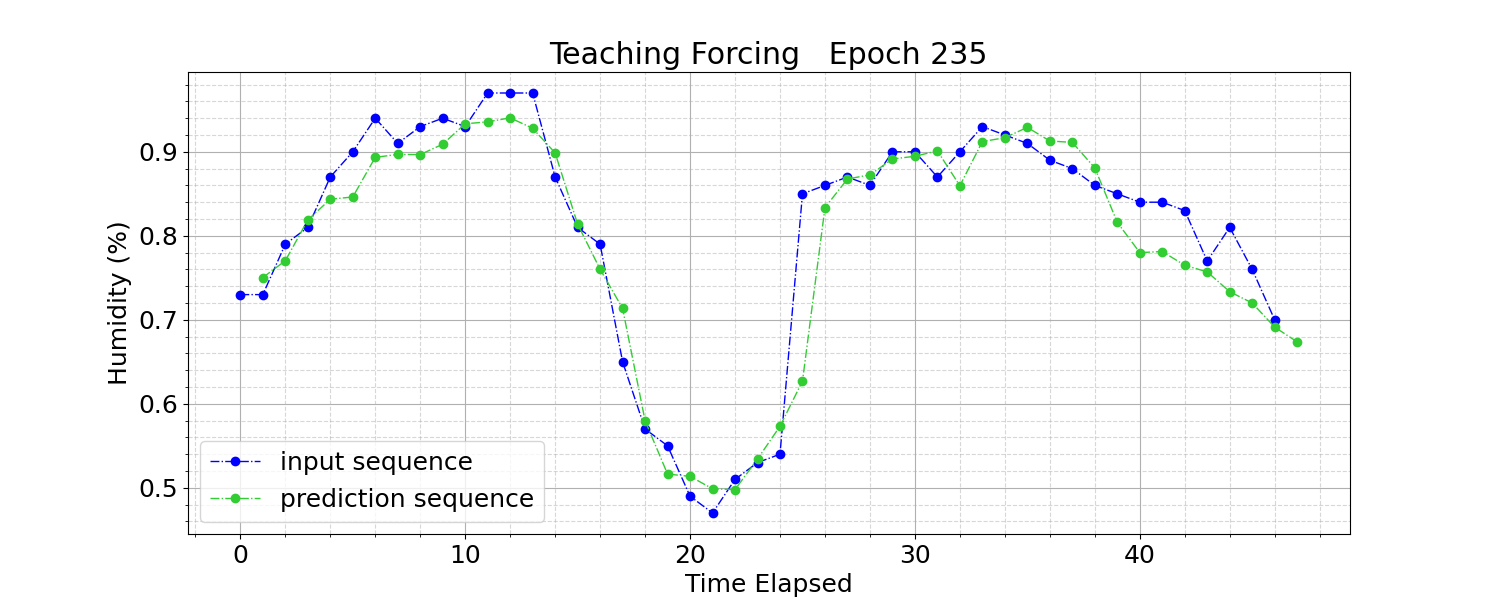 Teaching Forcing   Epoch 235
Humidity (%)
0.9
0.8
0.7
0.6
0.5
input sequence
prediction sequence
0 10 20 30 40
Time Elapsed